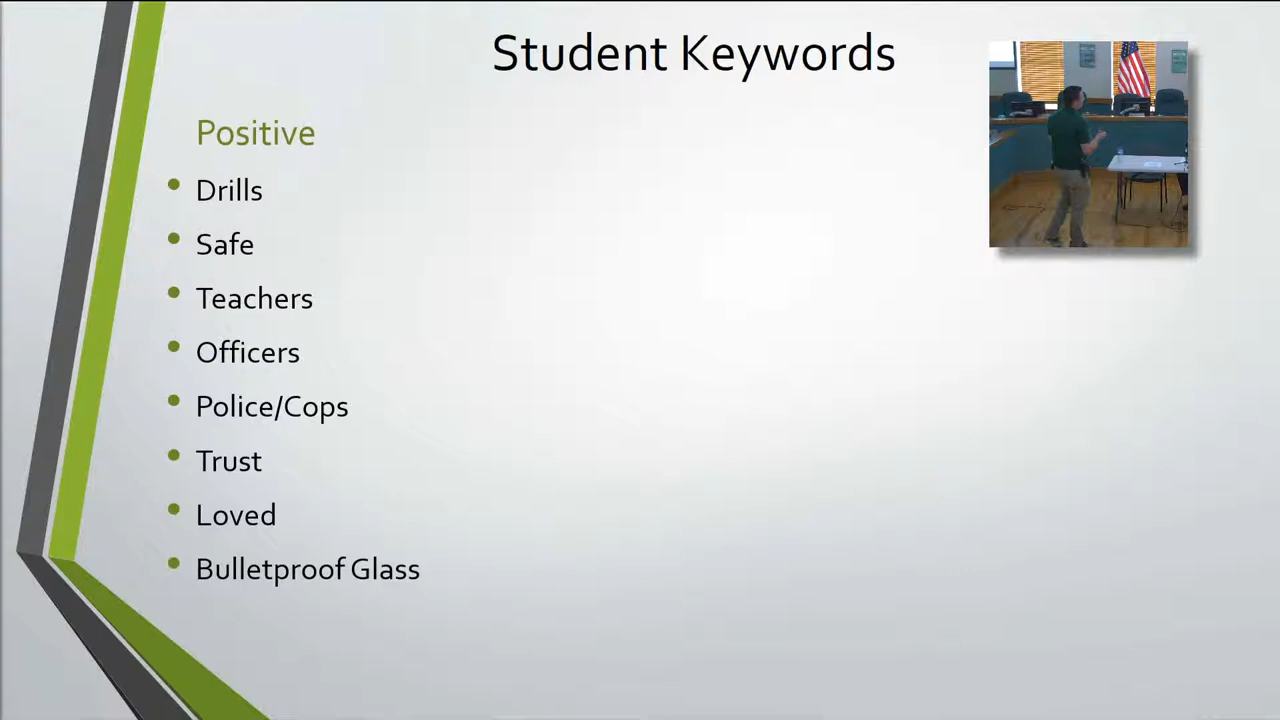 Student Keywords
Positive
Drills
Safe
Teachers
Officers
Police/Cops
Trust
Loved
Bulletproof Glass